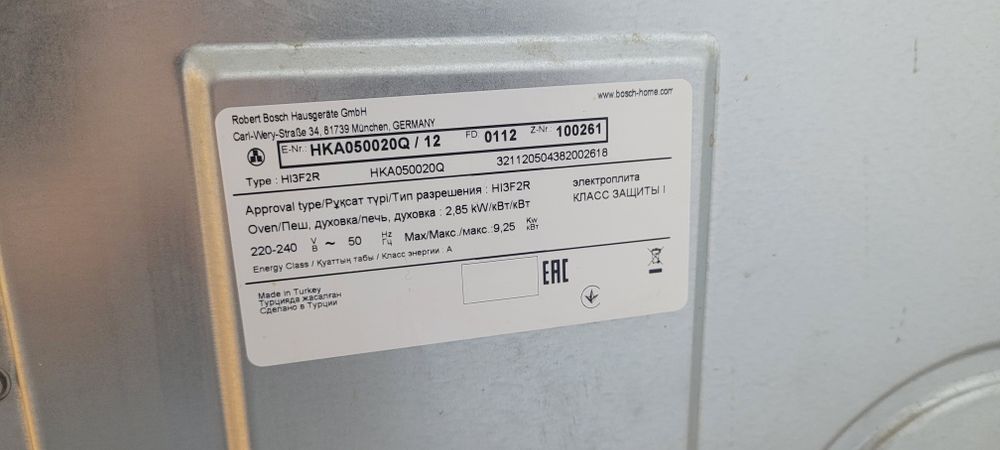 Robert Bosch Hausgeräte GmbH
www.bosch-home.com
Carl-Wery-Straße 34, 81739 München, GERMANY
E-Nr.: HKA050020Q / 12 FD 0112 Z-Nr.: 100261
Type : HI3F2R HKA050020Q 321120504382002618
Approval type/Рұқсат түрі/Тип разрешения : HI3F2R электроплита
Oven/Пеш, духовка/печь, духовка : 2,85 kW/кВт/кВт КЛАСС ЗАЩИТЫ I
220-240 V/В ~ 50 Hz/Гц Max/Макс./макс.:9,25 Kw/кВт
Energy Class / Қуаттың табы / Класс энергии : A
Made in Turkey
Турцияда жасалған
Сделано в Турции
EAC